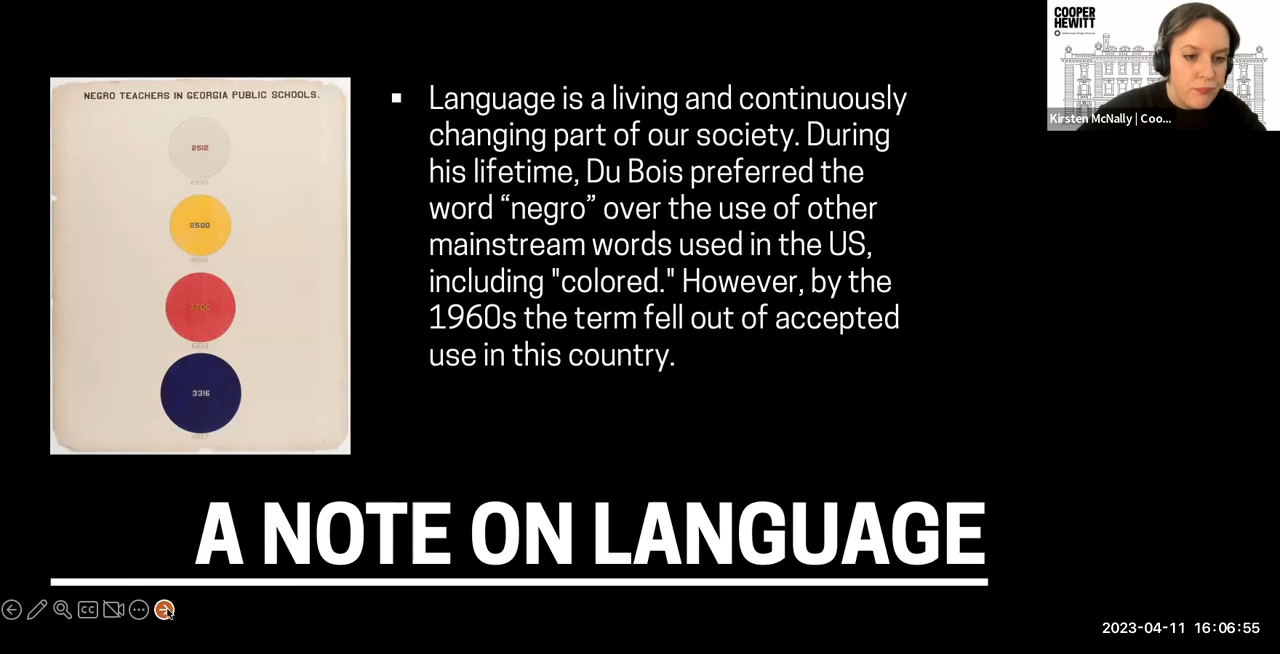 NEGRO TEACHERS IN GEORGIA PUBLIC SCHOOLS.
2512
2500
3316
Language is a living and continuously
changing part of our society. During
his lifetime, Du Bois preferred the
word “negro” over the use of other
mainstream words used in the US,
including "colored." However, by the
1960s the term fell out of accepted
use in this country.
A NOTE ON LANGUAGE
COOPER
HEWITT
Kirsten McNally | Coo...
CC
2023-04-11 16:06:55